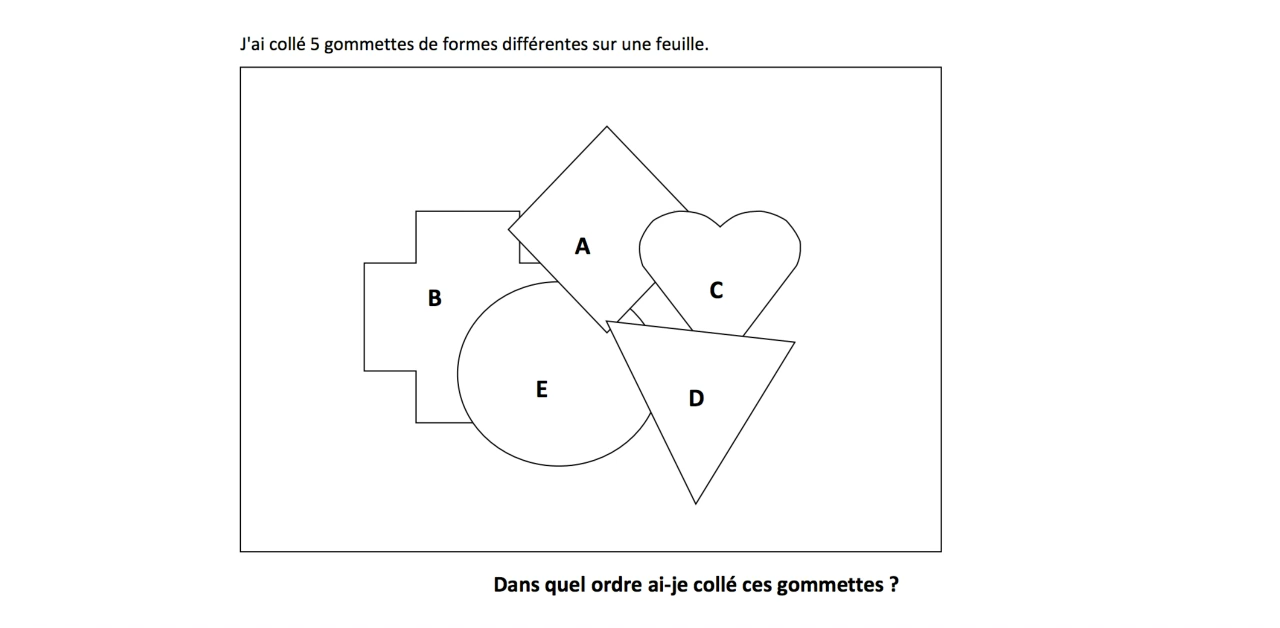 J'ai collé 5 gommettes de formes différentes sur une feuille.
A
B
C
E
D
Dans quel ordre ai-je collé ces gommettes ?